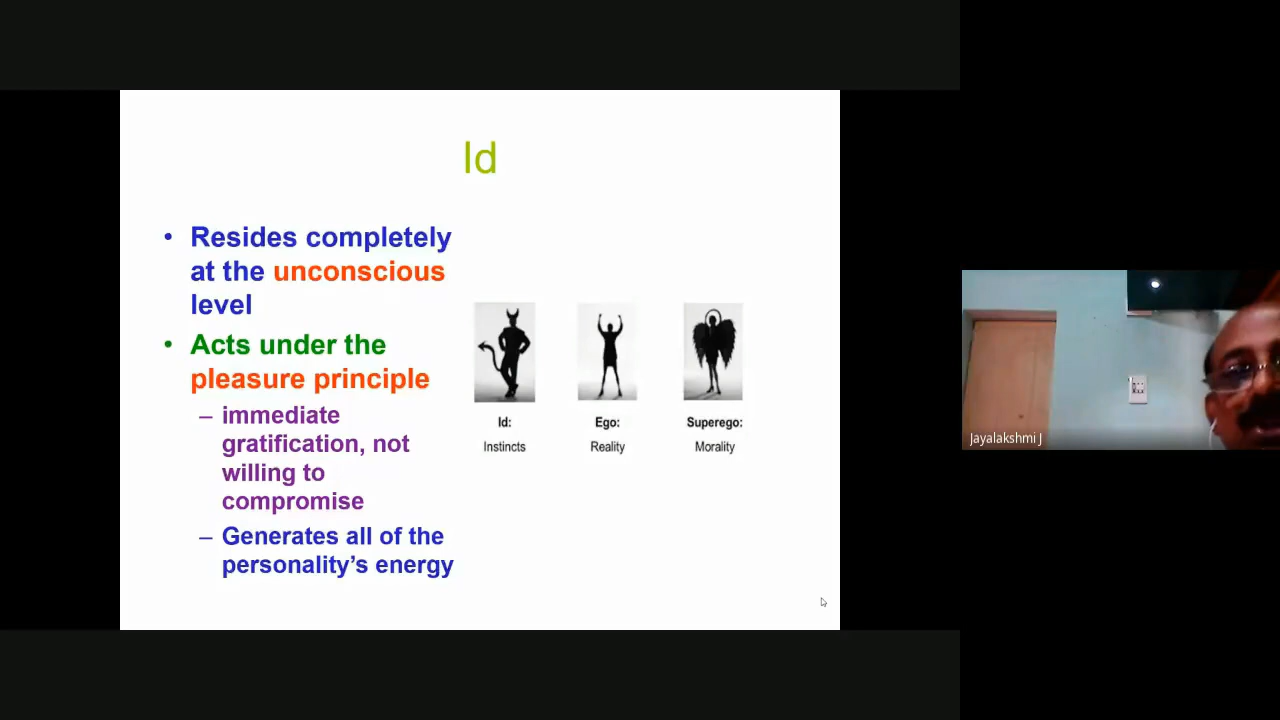 Id
• Resides completely
at the unconscious
level
• Acts under the
pleasure principle
– immediate
gratification, not
willing to
compromise
– Generates all of the
personality’s energy
Id: Ego: Superego:
Instincts Reality Morality
Jayalakshmi J